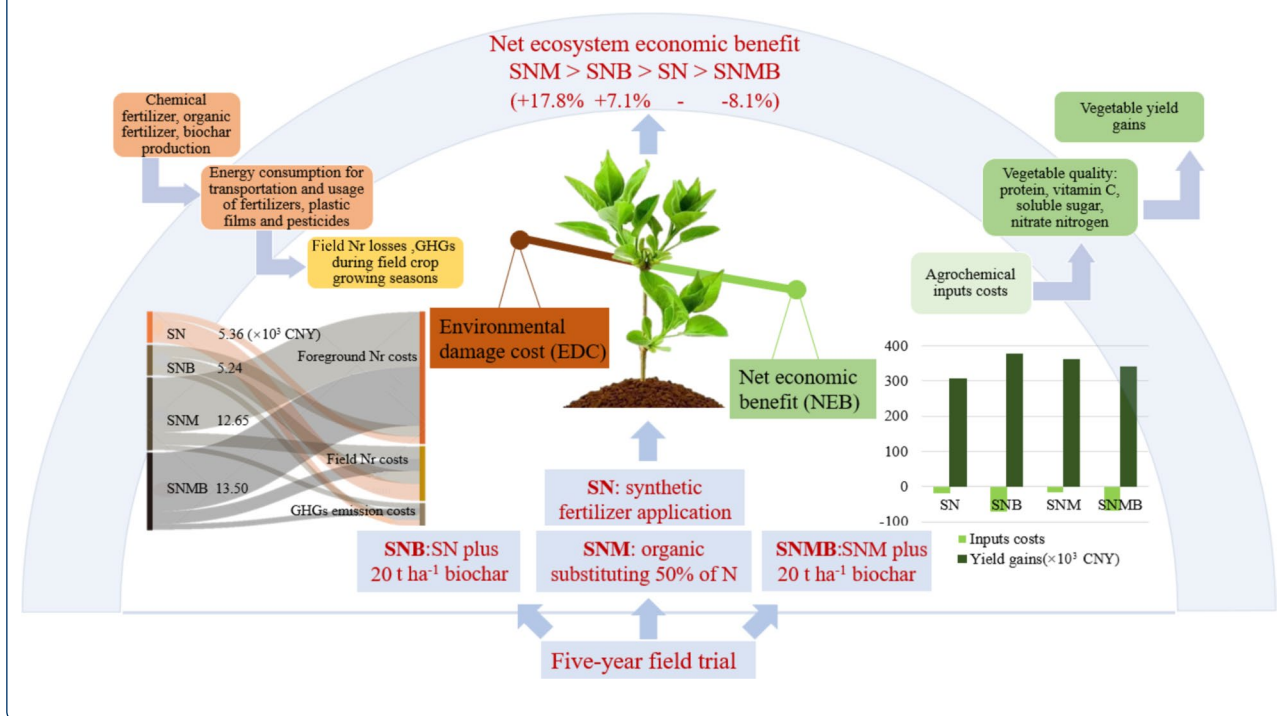 Net ecosystem economic benefit
SNM > SNB > SN > SNMB
(+17.8% +7.1% - -8.1%)
Chemical
fertilizer, organic
fertilizer, biochar
production
Energy consumption for
transportation and usage
of fertilizers, plastic
films and pesticides
Field Nr losses ,GHGs
during field crop
growing seasons
Vegetable yield
gains
Vegetable quality:
protein, vitamin C,
soluble sugar,
nitrate nitrogen
Agrochemical
inputs costs
SN 5.36 (×10³ CNY)
SNB 5.24
SNM 12.65
SNMB 13.50
Foreground Nr costs
Field Nr costs
GHGs emission costs
Environmental
damage cost (EDC)
Net economic
benefit (NEB)
400
300
200
100
0
-100
SN SNB SNM SNMB
Inputs costs
Yield gains(×10³ CNY)
SN: synthetic
fertilizer application
SNB:SN plus
20 t ha⁻¹ biochar
SNM: organic
substituting 50% of N
SNMB:SNM plus
20 t ha⁻¹ biochar
Five-year field trial